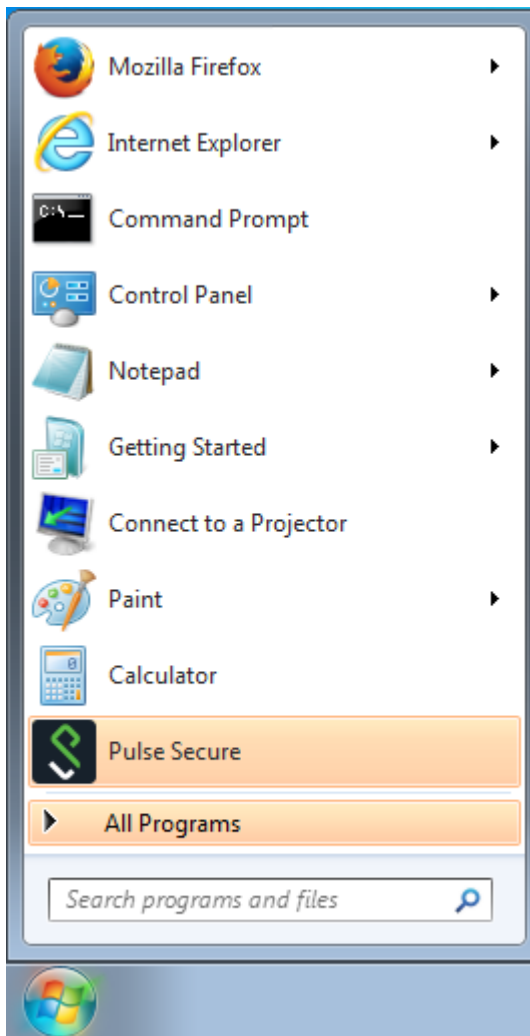 Mozilla Firefox
Internet Explorer
C:\_
Command Prompt
Control Panel
Notepad
Getting Started
Connect to a Projector
Paint
0
Calculator
Pulse Secure
All Programs
Search programs and files